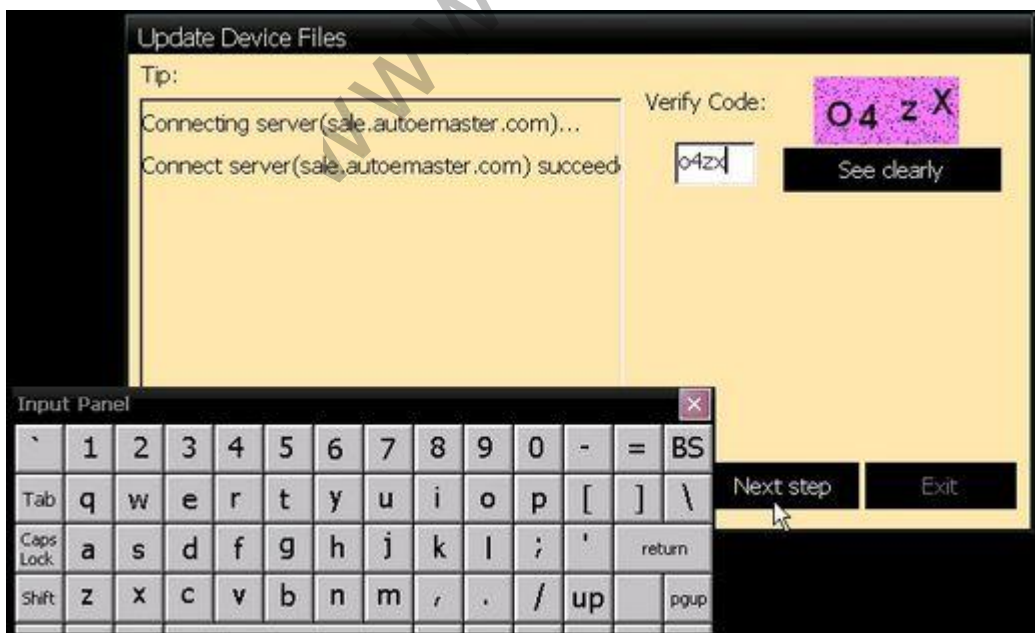 Update Device Files
Tip:
Connecting server(sale.autoemaster.com)...
Connect server(sale.autoemaster.com) succeed
Verify Code:
O4 z X
o4zx
See clearly
Next step
Exit
Input Panel
` 1 2 3 4 5 6 7 8 9 0 - = BS
Tab q w e r t y u i o p [ ] \
Caps Lock a s d f g h j k l ; ' return
Shift z x c v b n m , . / up pgup